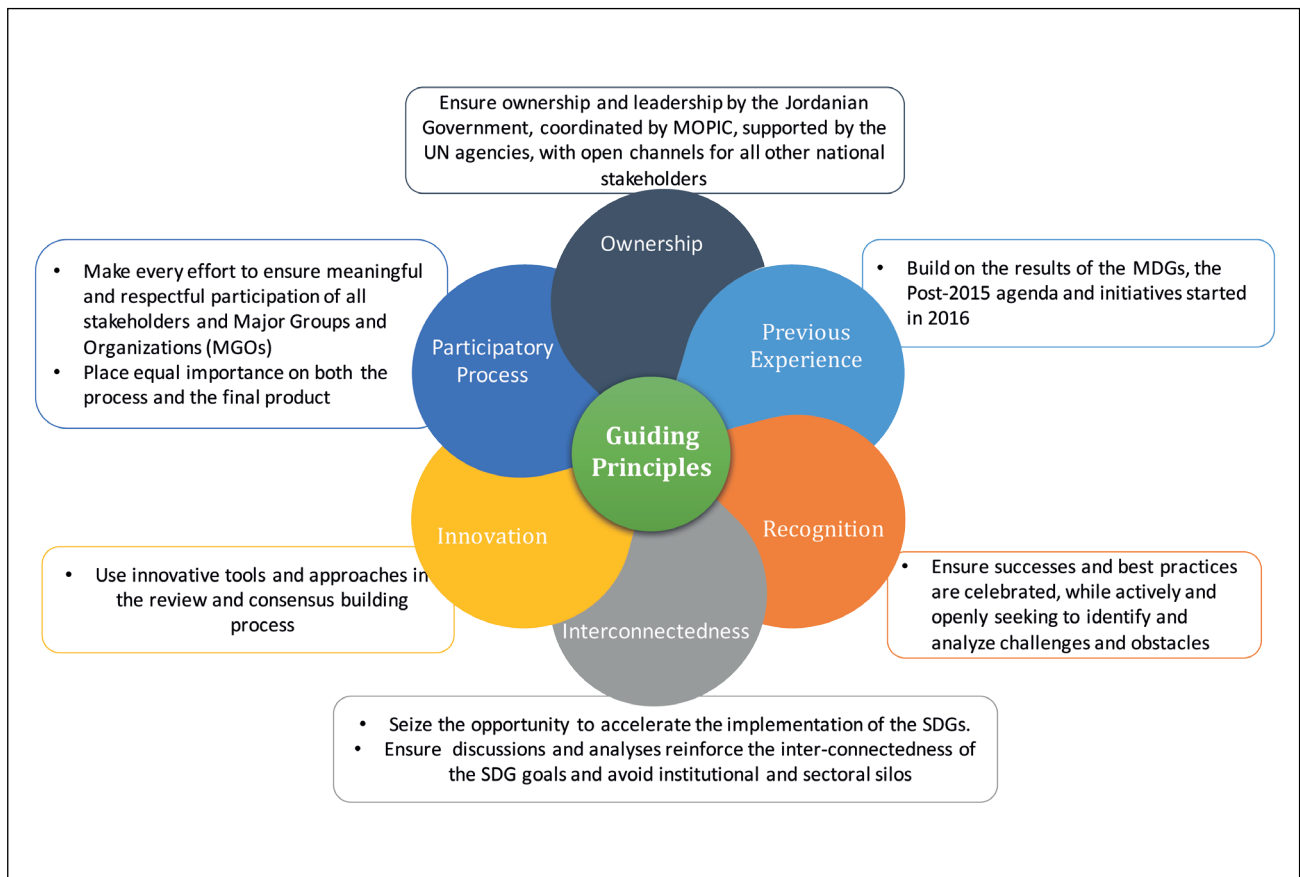 Ensure ownership and leadership by the Jordanian
Government, coordinated by MOPIC, supported by the
UN agencies, with open channels for all other national
stakeholders
Ownership
• Make every effort to ensure meaningful
and respectful participation of all
stakeholders and Major Groups and
Organizations (MGOs)
• Place equal importance on both the
process and the final product
Participatory
Process
Previous
Experience
• Build on the results of the MDGs, the
Post-2015 agenda and initiatives started
in 2016
Guiding
Principles
Innovation
• Use innovative tools and approaches in
the review and consensus building
process
Recognition
• Ensure successes and best practices
are celebrated, while actively and
openly seeking to identify and
analyze challenges and obstacles
Interconnectedness
• Seize the opportunity to accelerate the implementation of the SDGs.
• Ensure discussions and analyses reinforce the inter-connectedness of
the SDG goals and avoid institutional and sectoral silos